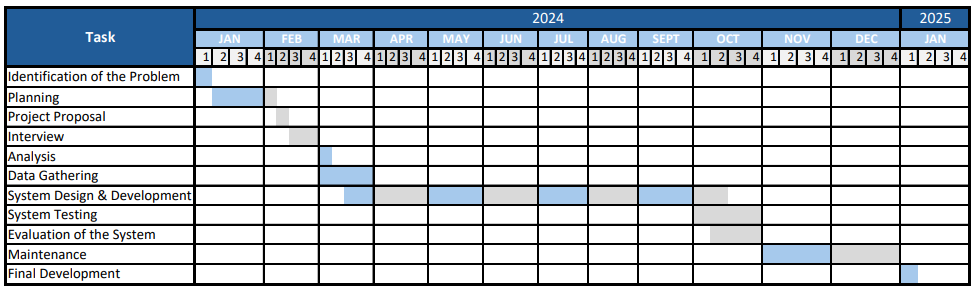 Task 2024 2025
JAN FEB MAR APR MAY JUN JUL AUG SEPT OCT NOV DEC JAN
1 2 3 4 1 2 3 4 1 2 3 4 1 2 3 4 1 2 3 4 1 2 3 4 1 2 3 4 1 2 3 4 1 2 3 4 1 2 3 4 1 2 3 4 1 2 3 4 1 2 3 4
Identification of the Problem
Planning
Project Proposal
Interview
Analysis
Data Gathering
System Design & Development
System Testing
Evaluation of the System
Maintenance
Final Development